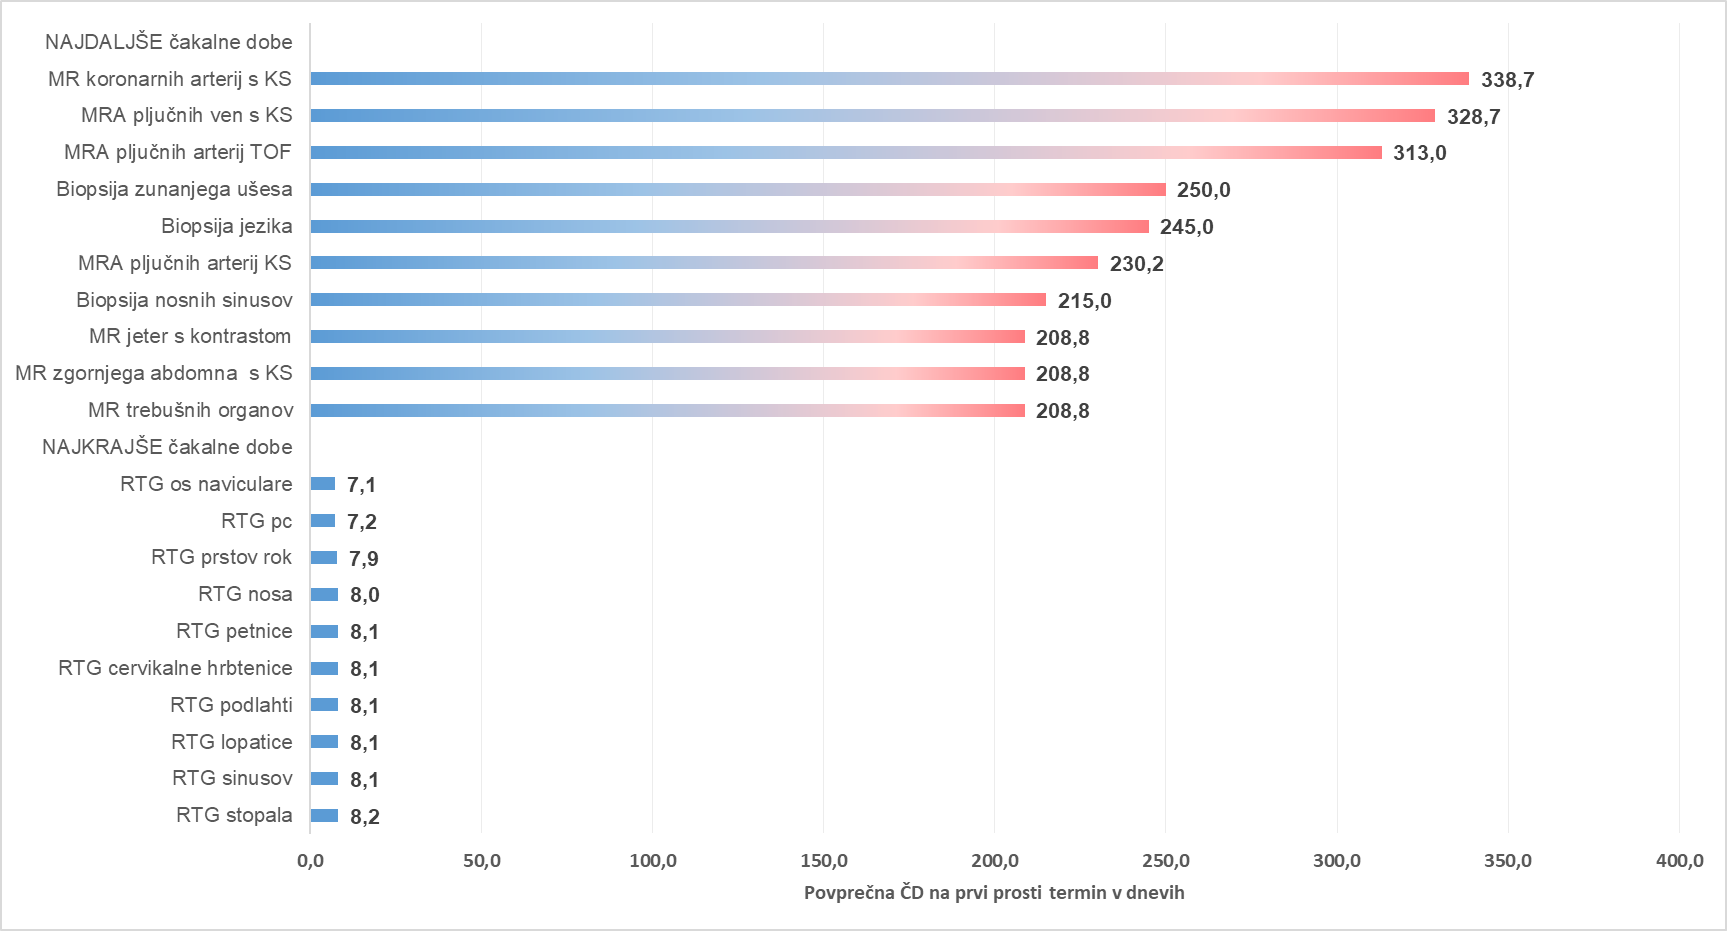 NAJDALJŠE čakalne dobe
MR koronarnih arterij s KS 338,7
MRA pljučnih ven s KS 328,7
MRA pljučnih arterij TOF 313,0
Biopsija zunanjega ušesa 250,0
Biopsija jezika 245,0
MRA pljučnih arterij KS 230,2
Biopsija nosnih sinusov 215,0
MR jeter s kontrastom 208,8
MR zgornjega abdomna  s KS 208,8
MR trebušnih organov 208,8
NAJKRAJŠE čakalne dobe
RTG os naviculare 7,1
RTG pc 7,2
RTG prstov rok 7,9
RTG nosa 8,0
RTG petnice 8,1
RTG cervikalne hrbtenice 8,1
RTG podlahti 8,1
RTG lopatice 8,1
RTG sinusov 8,1
RTG stopala 8,2
0,0 50,0 100,0 150,0 200,0 250,0 300,0 350,0 400,0
Povprečna ČD na prvi prosti termin v dnevih